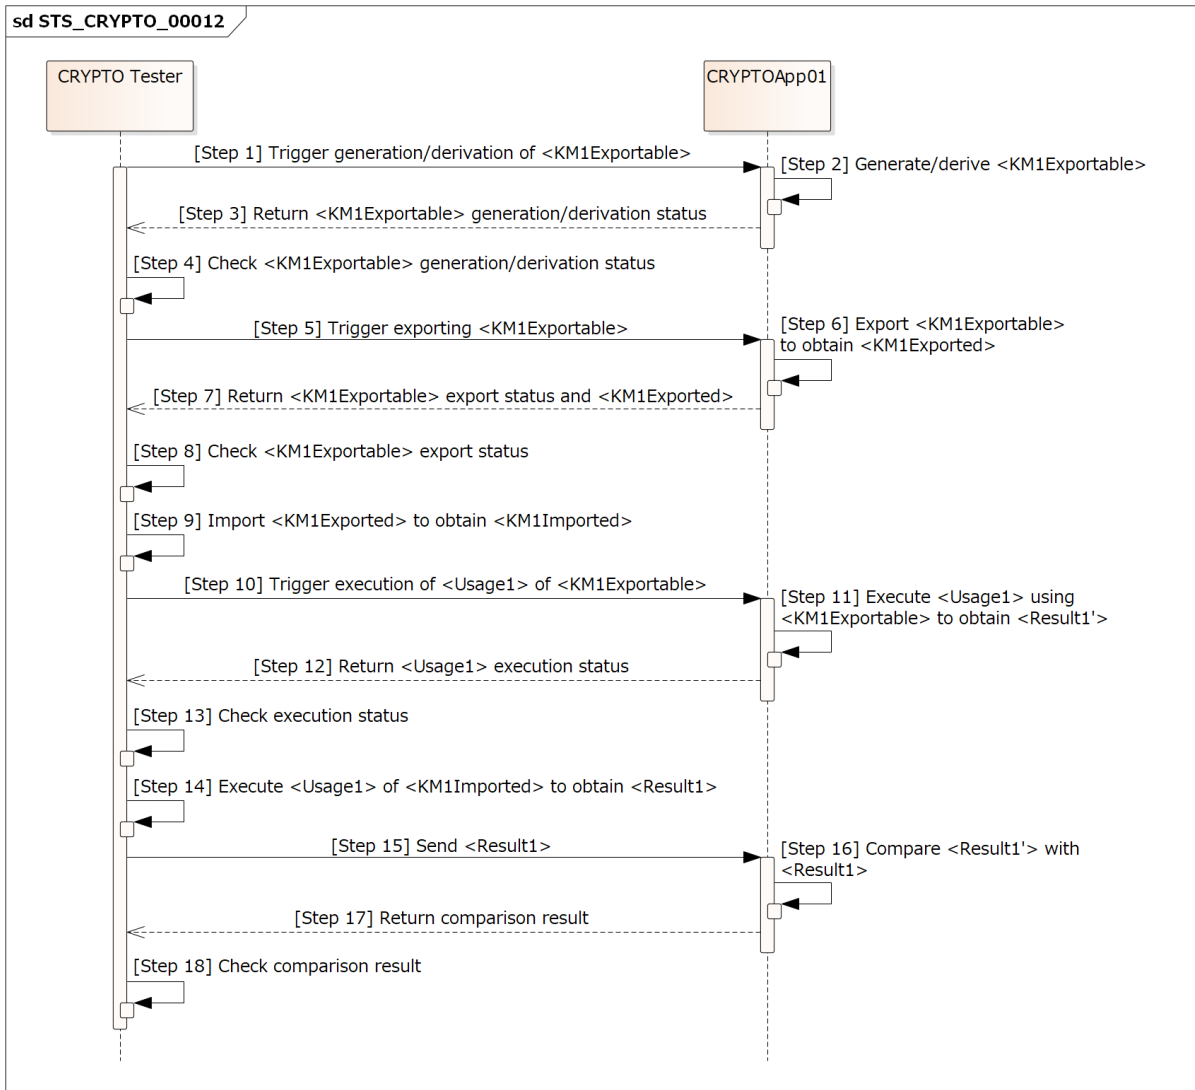 sd STS_CRYPTO_00012
CRYPTO Tester
CRYPTOApp01
[Step 1] Trigger generation/derivation of <KM1Exportable>
[Step 2] Generate/derive <KM1Exportable>
[Step 3] Return <KM1Exportable> generation/derivation status
[Step 4] Check <KM1Exportable> generation/derivation status
[Step 5] Trigger exporting <KM1Exportable>
[Step 6] Export <KM1Exportable>
to obtain <KM1Exported>
[Step 7] Return <KM1Exportable> export status and <KM1Exported>
[Step 8] Check <KM1Exportable> export status
[Step 9] Import <KM1Exported> to obtain <KM1Imported>
[Step 10] Trigger execution of <Usage1> of <KM1Exportable>
[Step 11] Execute <Usage1> using
<KM1Exportable> to obtain <Result1'>
[Step 12] Return <Usage1> execution status
[Step 13] Check execution status
[Step 14] Execute <Usage1> of <KM1Imported> to obtain <Result1>
[Step 15] Send <Result1>
[Step 16] Compare <Result1'> with
<Result1>
[Step 17] Return comparison result
[Step 18] Check comparison result